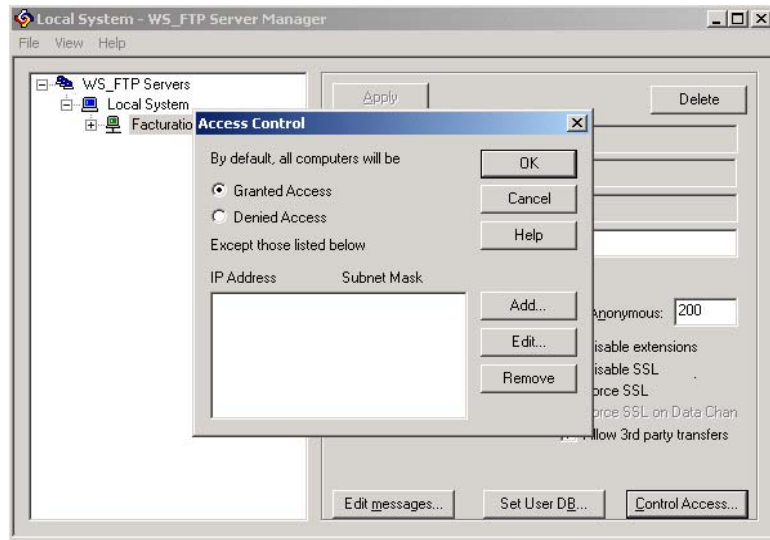 Local System - WS_FTP Server Manager
File View Help
WS_FTP Servers
Local System
Facturatio
Apply
Delete
Access Control
By default, all computers will be
Granted Access
Denied Access
Except those listed below
IP Address Subnet Mask
OK
Cancel
Help
Add...
Edit...
Remove
Anonymous: 200
isable extensions
isable SSL
orce SSL
orce SSL on Data Chan
llow 3rd party transfers
Edit messages...
Set User DB...
Control Access...